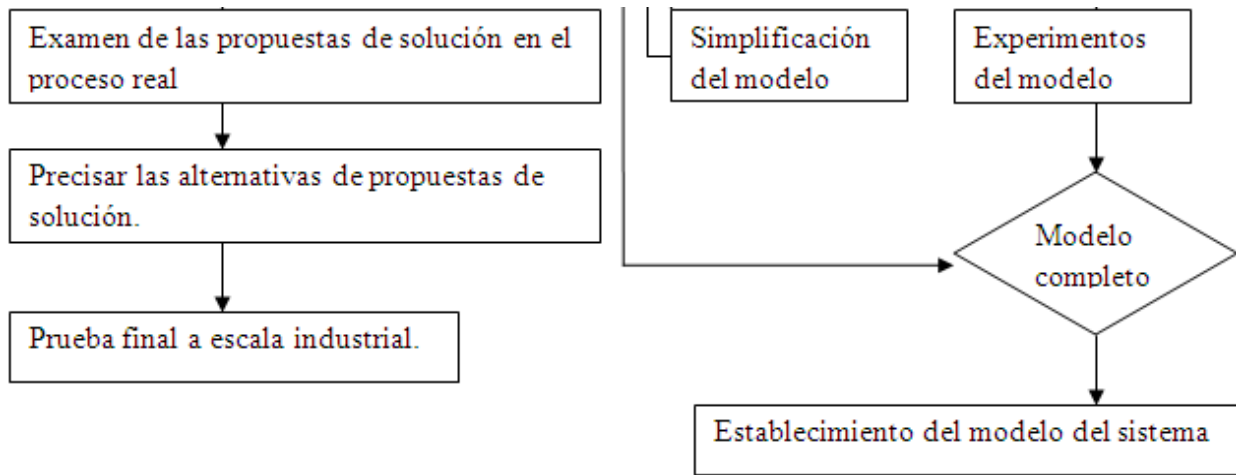 Examen de las propuestas de solución en el
proceso real
Precisar las alternativas de propuestas de
solución.
Prueba final a escala industrial.
Simplificación
del modelo
Experimentos
del modelo
Modelo
completo
Establecimiento del modelo del sistema